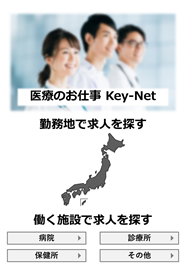 医療のお仕事 Key-Net
勤務地で求人を探す
働く施設で求人を探す
病院
診療所
保健所
その他